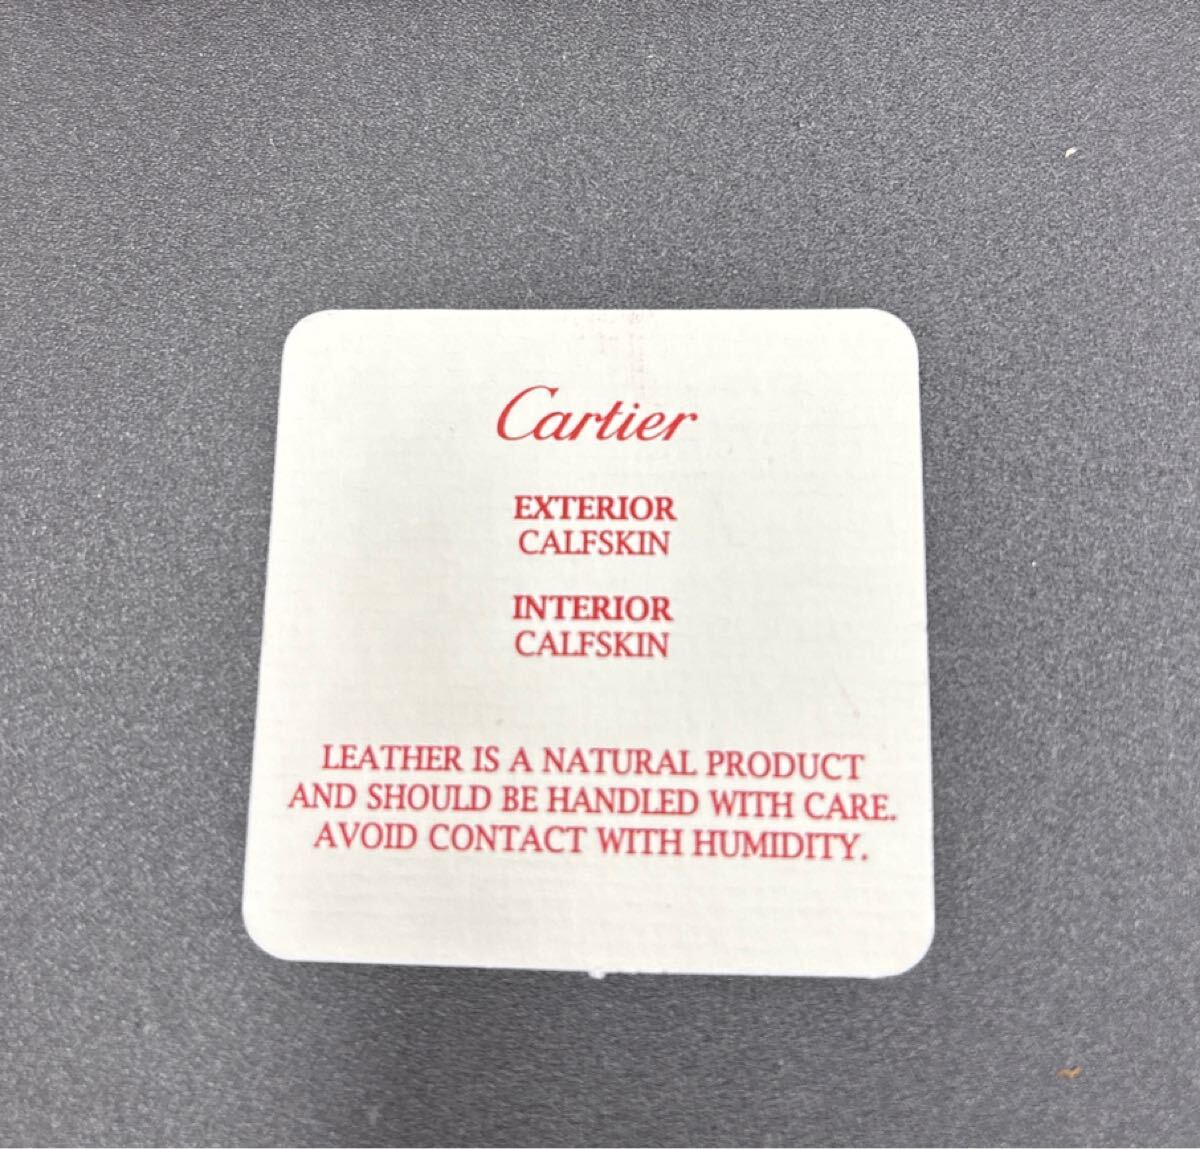 Cartier
EXTERIOR
CALFSKIN
INTERIOR
CALFSKIN
LEATHER IS A NATURAL PRODUCT
AND SHOULD BE HANDLED WITH CARE.
AVOID CONTACT WITH HUMIDITY.